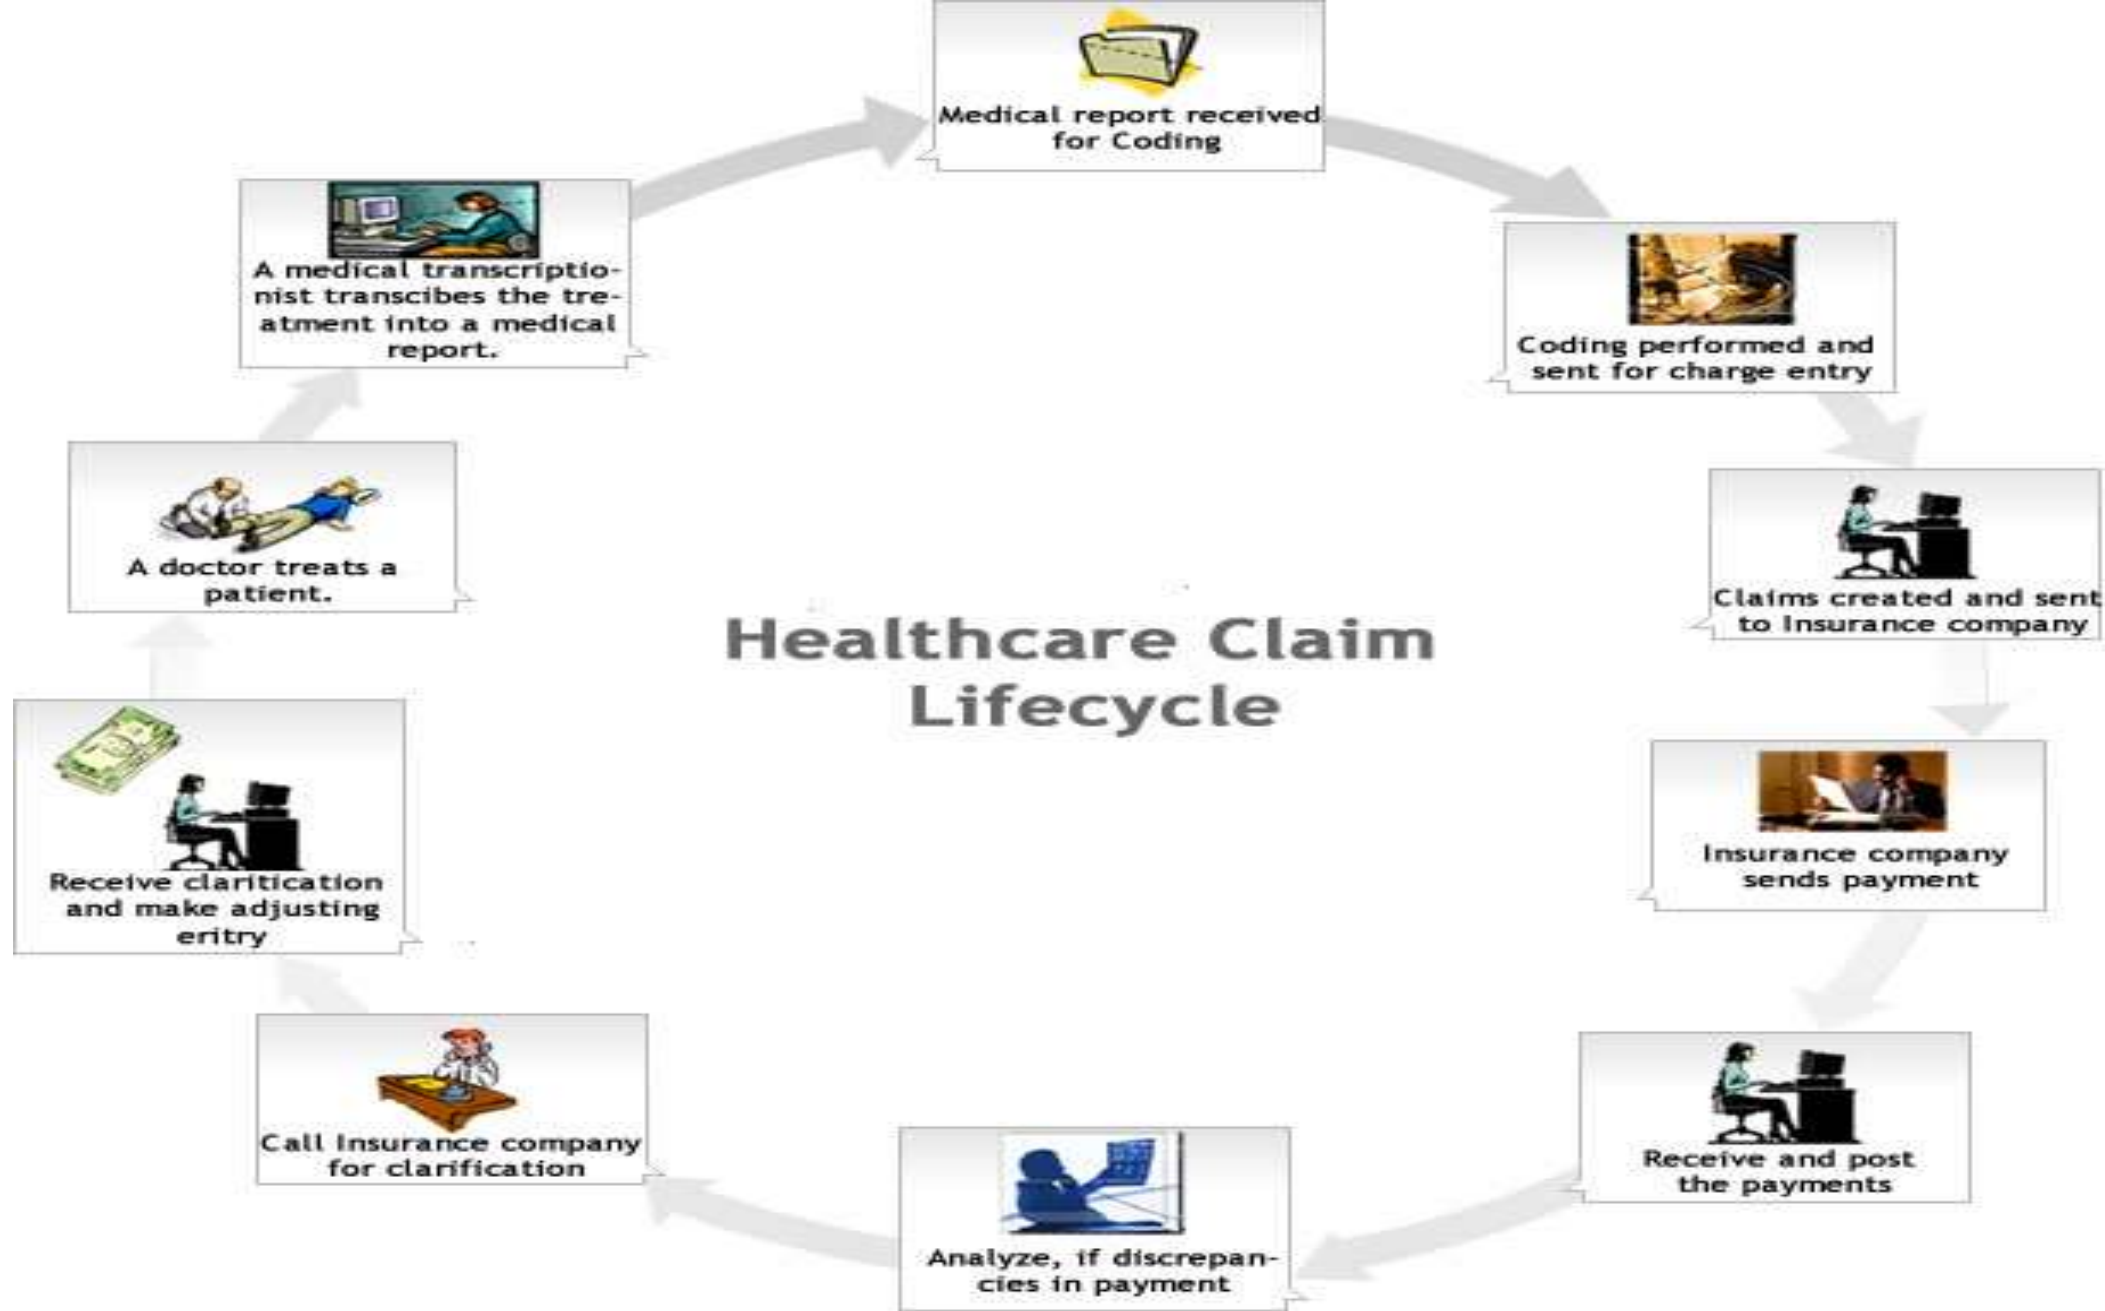 Medical report received
for Coding
Coding performed and
sent for charge entry
Claims created and sent
to Insurance company
Insurance company
sends payment
Receive and post
the payments
Analyze, if discrepan-
cies in payment
Call Insurance company
for clarification
Receive claritication
and make adjusting
eritry
A doctor treats a
patient.
A medical transcriptio-
nist transcibes the tre-
atment into a medical
report.
Healthcare Claim
Lifecycle